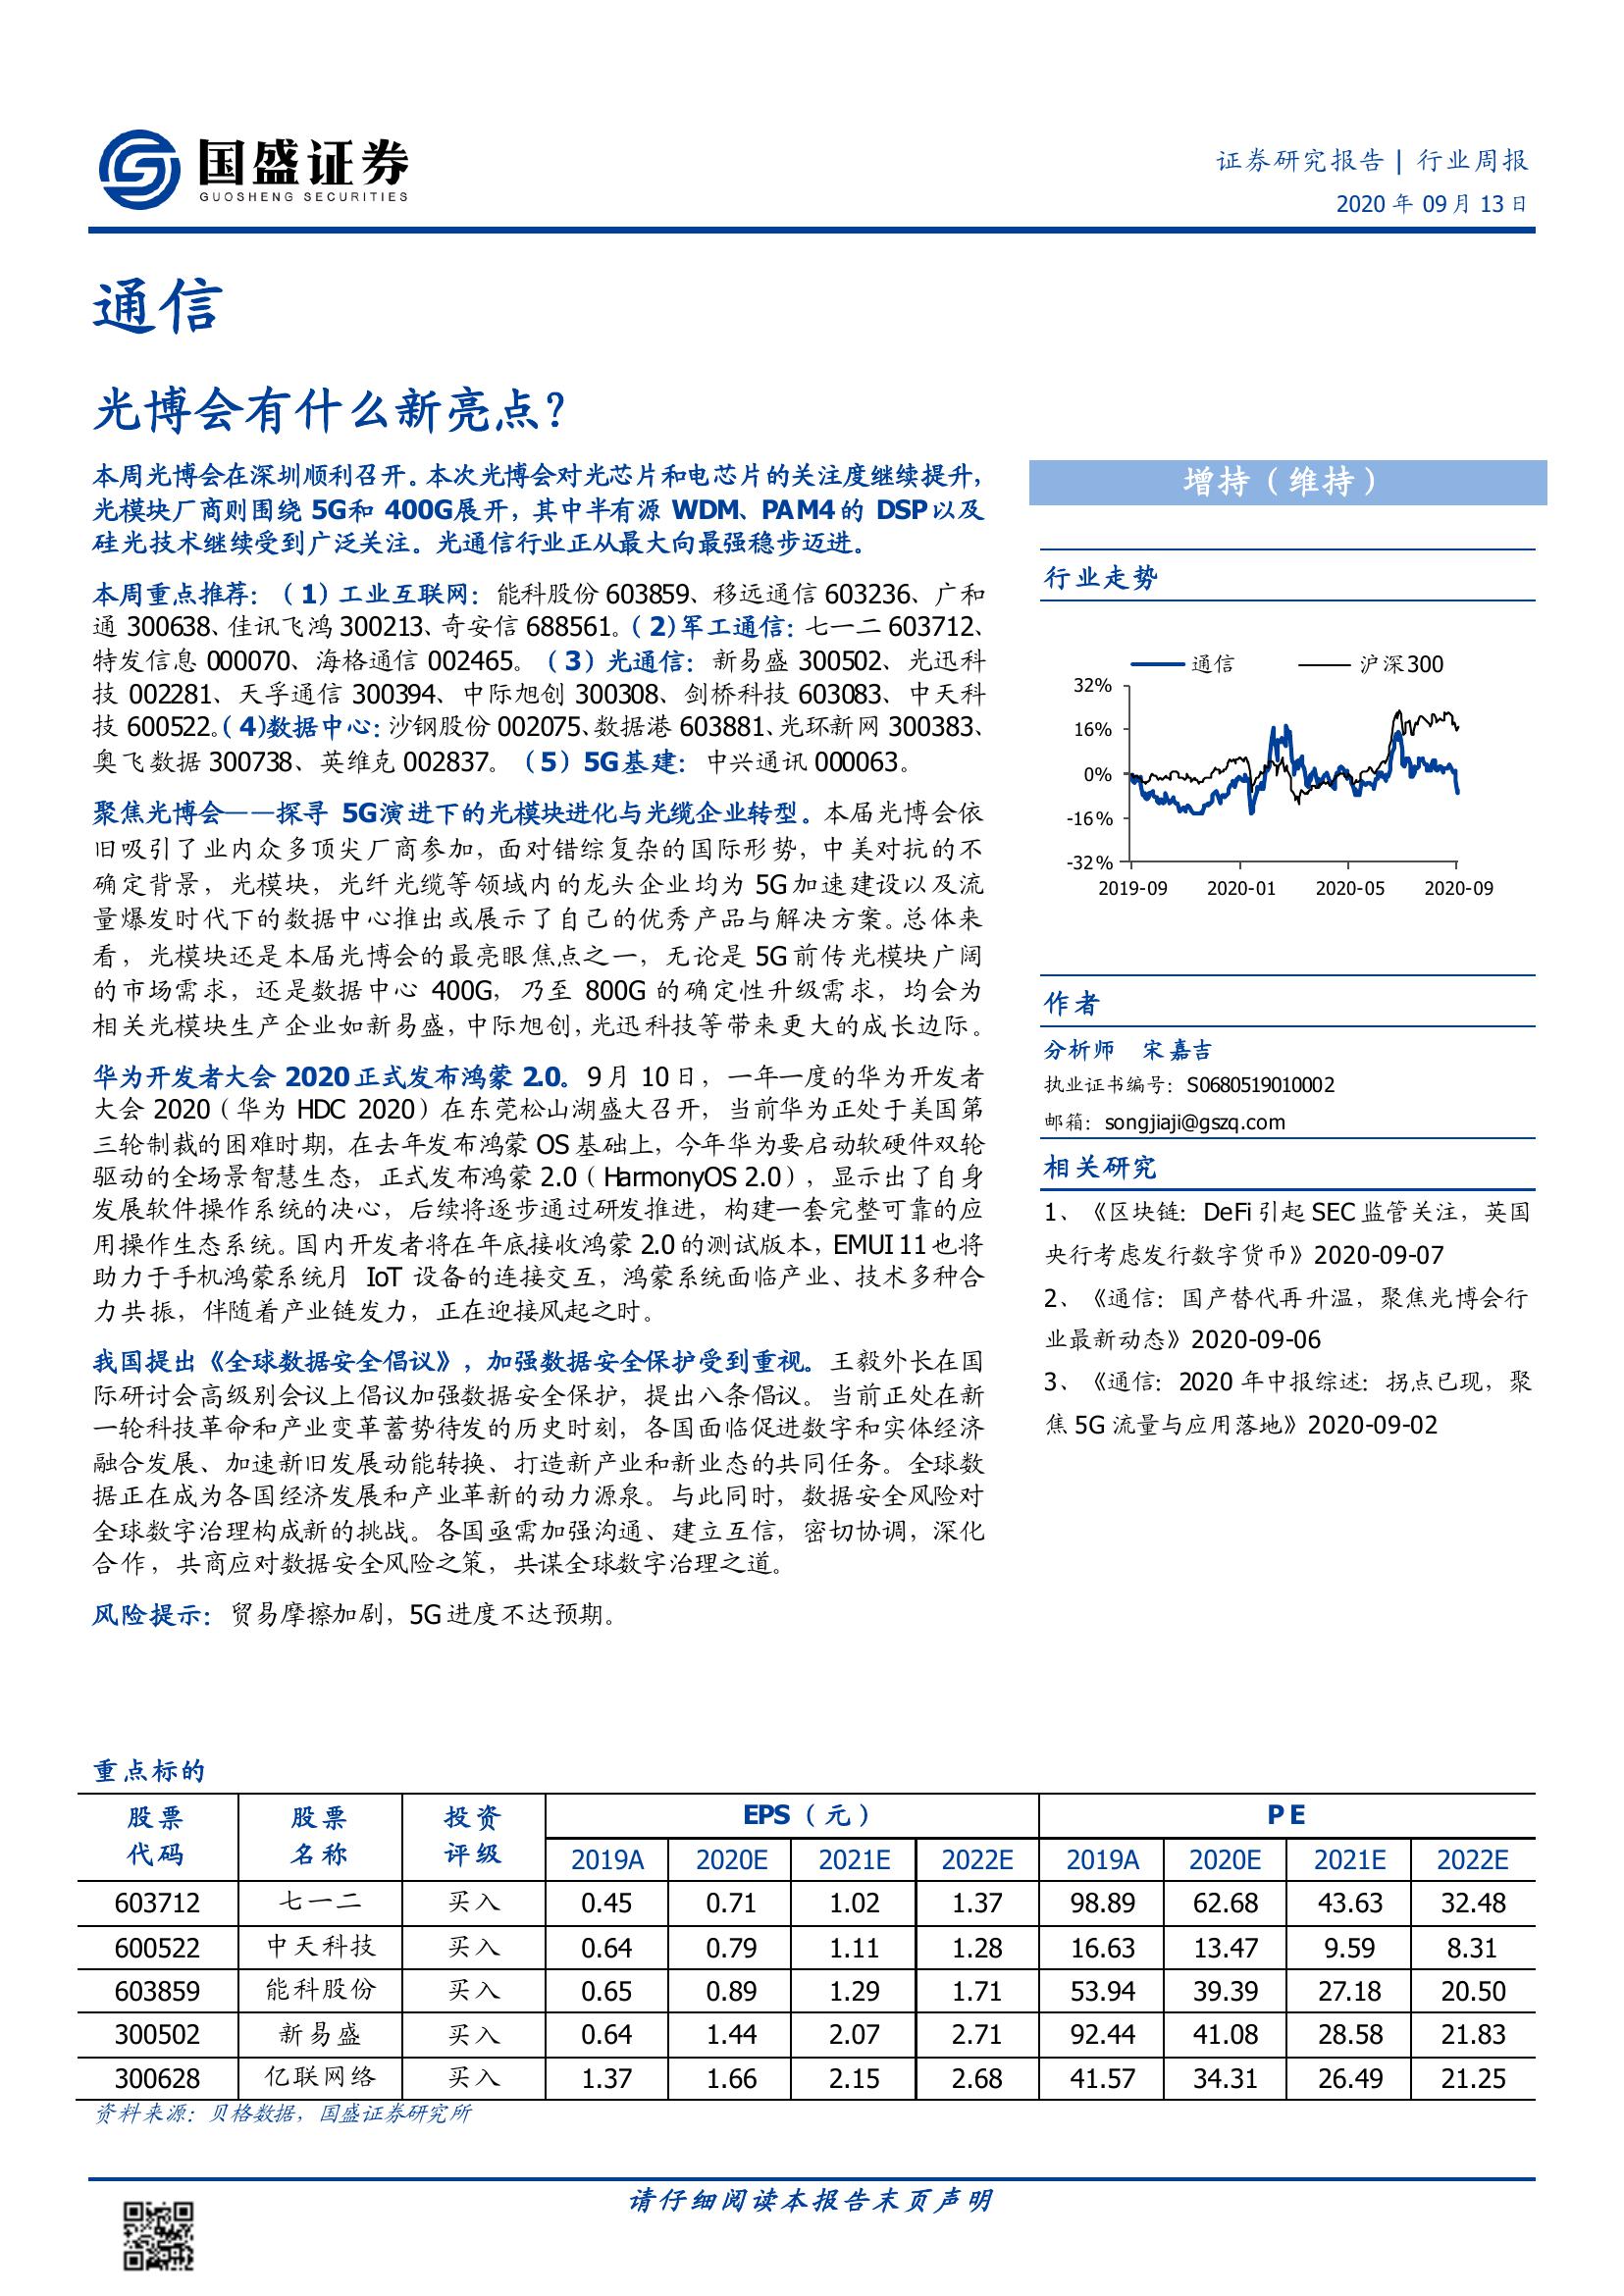 国盛证券
GUOSHENG SECURITIES
证券研究报告 | 行业周报
2020 年 09 月 13 日
通信
光博会有什么新亮点？
本周光博会在深圳顺利召开。本次光博会对光芯片和电芯片的关注度继续提升，
光模块厂商则围绕 5G和 400G展开，其中半有源 WDM、PAM4 的 DSP 以及
硅光技术继续受到广泛关注。光通信行业正从最大向最强稳步迈进。
本周重点推荐：（1）工业互联网：能科股份 603859、移远通信 603236、广和
通 300638、佳讯飞鸿 300213、奇安信 688561。（2）军工通信：七一二 603712、
特发信息 000070、海格通信 002465。（3）光通信：新易盛 300502、光迅科
技 002281、天孚通信 300394、中际旭创 300308、剑桥科技 603083、中天科
技 600522。（4）数据中心：沙钢股份 002075、数据港 603881、光环新网 300383、
奥飞数据 300738、英维克 002837。（5）5G基建：中兴通讯 000063。
聚焦光博会——探寻 5G演进下的光模块进化与光缆企业转型。本届光博会依
旧吸引了业内众多顶尖厂商参加，面对错综复杂的国际形势，中美对抗的不
确定背景，光模块，光纤光缆等领域内的龙头企业均为 5G 加速建设以及流
量爆发时代下的数据中心推出或展示了自己的优秀产品与解决方案。总体来
看，光模块还是本届光博会的最亮眼焦点之一，无论是 5G 前传光模块广阔
的市场需求，还是数据中心 400G，乃至 800G 的确定性升级需求，均会为
相关光模块生产企业如新易盛，中际旭创，光迅科技等带来更大的成长边际。
华为开发者大会 2020 正式发布鸿蒙 2.0。9 月 10 日，一年一度的华为开发者
大会 2020（华为 HDC 2020）在东莞松山湖盛大召开，当前华为正处于美国第
三轮制裁的困难时期，在去年发布鸿蒙 OS 基础上，今年华为要启动软硬件双轮
驱动的全场景智慧生态，正式发布鸿蒙 2.0（HarmonyOS 2.0），显示出了自身
发展软件操作系统的决心，后续将逐步通过研发推进，构建一套完整可靠的应
用操作生态系统。国内开发者将在年底接收鸿蒙 2.0 的测试版本，EMUI 11 也将
助力于手机鸿蒙系统月 IoT 设备的连接交互，鸿蒙系统面临产业、技术多种合
力共振，伴随着产业链发力，正在迎接风起之时。
我国提出《全球数据安全倡议》，加强数据安全保护受到重视。王毅外长在国
际研讨会高级别会议上倡议加强数据安全保护，提出八条倡议。当前正处在新
一轮科技革命和产业变革蓄势待发的历史时刻，各国面临促进数字和实体经济
融合发展、加速新旧发展动能转换、打造新产业和新业态的共同任务。全球数
据正在成为各国经济发展和产业革新的动力源泉。与此同时，数据安全风险对
全球数字治理构成新的挑战。各国亟需加强沟通、建立互信，密切协调，深化
合作，共商应对数据安全风险之策，共谋全球数字治理之道。
风险提示：贸易摩擦加剧，5G 进度不达预期。
增持（维持）
行业走势
通信 沪深300
32%
16%
0%
-16%
-32%
2019-09 2020-01 2020-05 2020-09
作者
分析师 宋嘉吉
执业证书编号：S0680519010002
邮箱：songjiaji@gszq.com
相关研究
1、《区块链：DeFi 引起 SEC 监管关注，英国
央行考虑发行数字货币》2020-09-07
2、《通信：国产替代再升温，聚焦光博会行
业最新动态》2020-09-06
3、《通信：2020 年中报综述：拐点已现，聚
焦 5G 流量与应用落地》2020-09-02
重点标的
股票 股票 投资 EPS（元） PE
代码 名称 评级 2019A 2020E 2021E 2022E 2019A 2020E 2021E 2022E
603712 七一二 买入 0.45 0.71 1.02 1.37 98.89 62.68 43.63 32.48
600522 中天科技 买入 0.64 0.79 1.11 1.28 16.63 13.47 9.59 8.31
603859 能科股份 买入 0.65 0.89 1.29 1.71 53.94 39.39 27.18 20.50
300502 新易盛 买入 0.64 1.44 2.07 2.71 92.44 41.08 28.58 21.83
300628 亿联网络 买入 1.37 1.66 2.15 2.68 41.57 34.31 26.49 21.25
资料来源：贝格数据，国盛证券研究所
请仔细阅读本报告末页声明